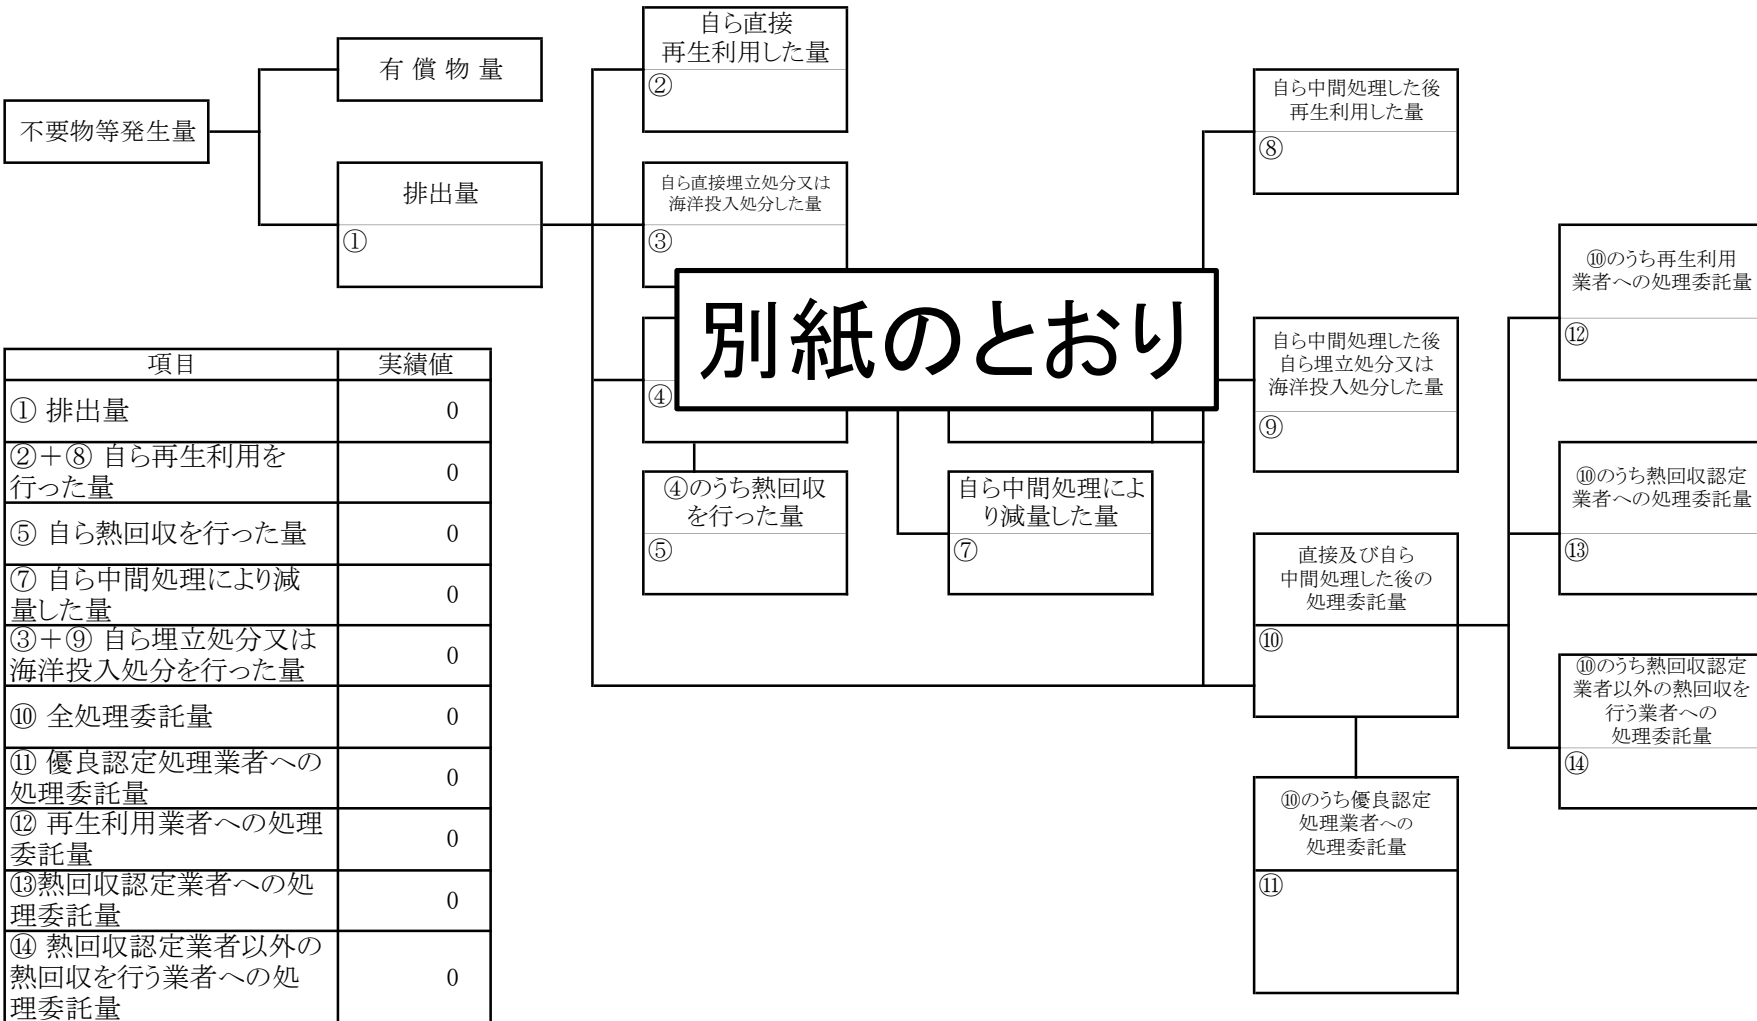 自ら直接
再生利用した量
②
有 償 物 量
不要物等発生量
排出量
①
自ら直接埋立処分又は
海洋投入処分した量
③
別紙のとおり
④
④のうち熱回収
を行った量
⑤
自ら中間処理によ
り減量した量
⑦
自ら中間処理した後
再生利用した量
⑧
自ら中間処理した後
自ら埋立処分又は
海洋投入処分した量
⑨
直接及び自ら
中間処理した後の
処理委託量
⑩
⑩のうち優良認定
処理業者への
処理委託量
⑪
⑩のうち再生利用
業者への処理委託量
⑫
⑩のうち熱回収認定
業者への処理委託量
⑬
⑩のうち熱回収認定
業者以外の熱回収を
行う業者への
処理委託量
⑭
項目 実績値
① 排出量 0
②＋⑧ 自ら再生利用を
行った量 0
⑤ 自ら熱回収を行った量 0
⑦ 自ら中間処理により減
量した量 0
③＋⑨ 自ら埋立処分又は
海洋投入処分を行った量 0
⑩ 全処理委託量 0
⑪ 優良認定処理業者への
処理委託量 0
⑫ 再生利用業者への処理
委託量 0
⑬熱回収認定業者への処
理委託量 0
⑭ 熱回収認定業者以外の
熱回収を行う業者への処 0
理委託量